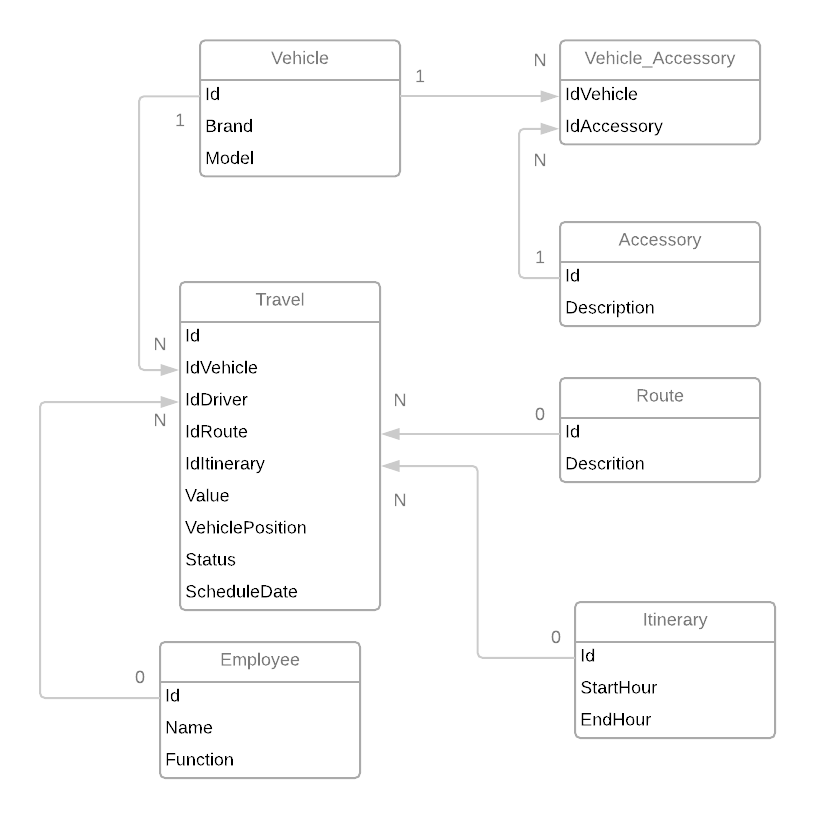 Vehicle
Id
Brand
Model
1
1
N
Vehicle_Accessory
IdVehicle
IdAccessory
N
1
Accessory
Id
Description
Travel
Id
IdVehicle
IdDriver
IdRoute
IdItinerary
Value
VehiclePosition
Status
ScheduleDate
N
N
N
N
0
Route
Id
Descrition
0
Itinerary
Id
StartHour
EndHour
0
Employee
Id
Name
Function